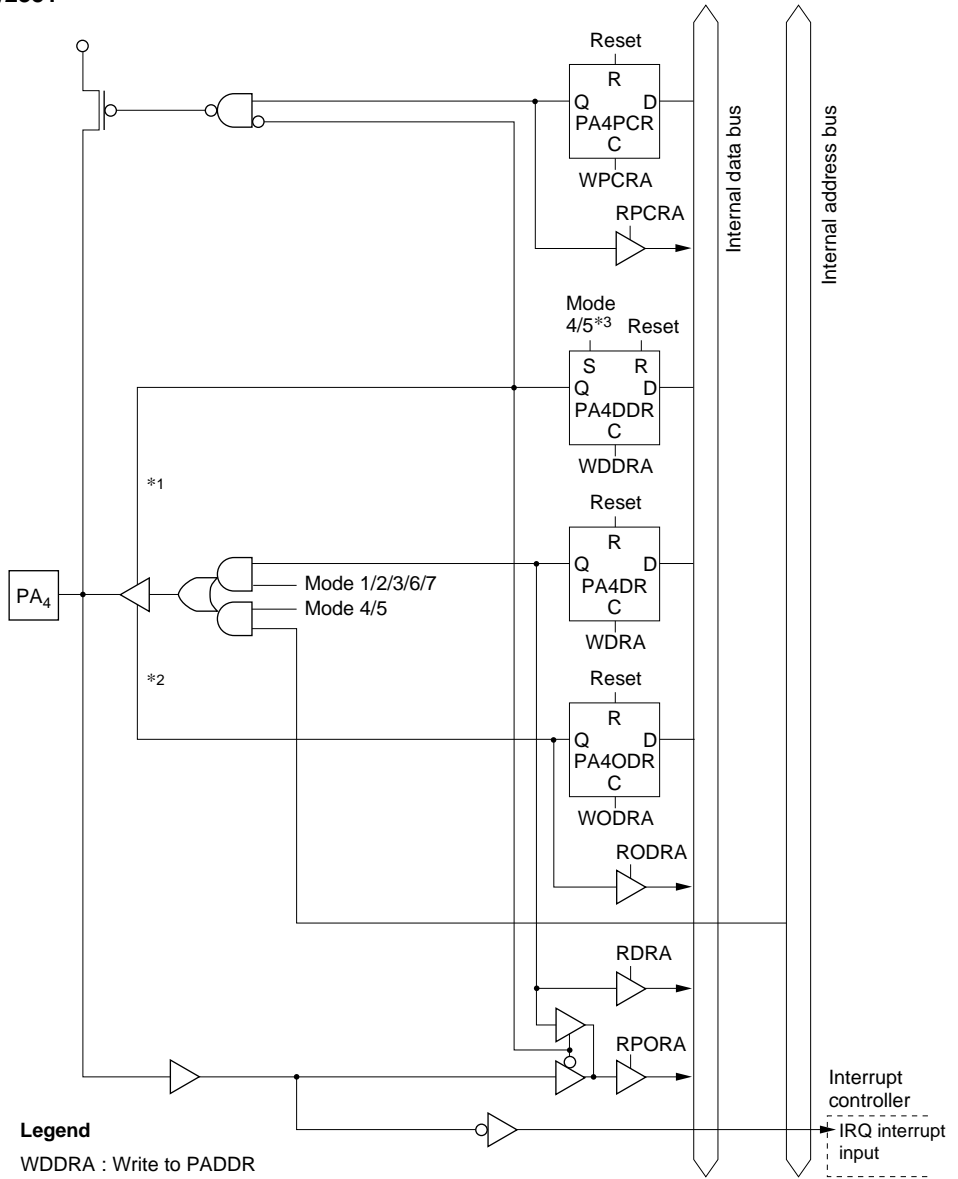 Reset
R
Q D
PA4PCR
C
WPCRA
RPCRA
Internal data bus
Internal address bus
Mode
4/5*3 Reset
S R
Q D
PA4DDR
C
WDDRA
*1
Reset
R
Q D
PA4DR
C
WDRA
Mode 1/2/3/6/7
Mode 4/5
PA4
*2
Reset
R
Q D
PA4ODR
C
WODRA
RODRA
RDRA
RPORA
Interrupt
controller
IRQ interrupt
input
Legend
WDDRA : Write to PADDR